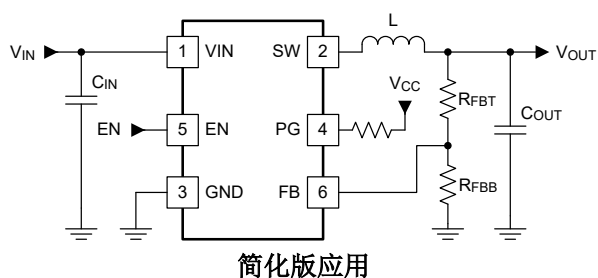 L
VIN 1 VIN SW 2 VOUT
CIN VCC RFBT COUT
EN 5 EN PG 4
3 GND FB 6 RFBB
简化版应用